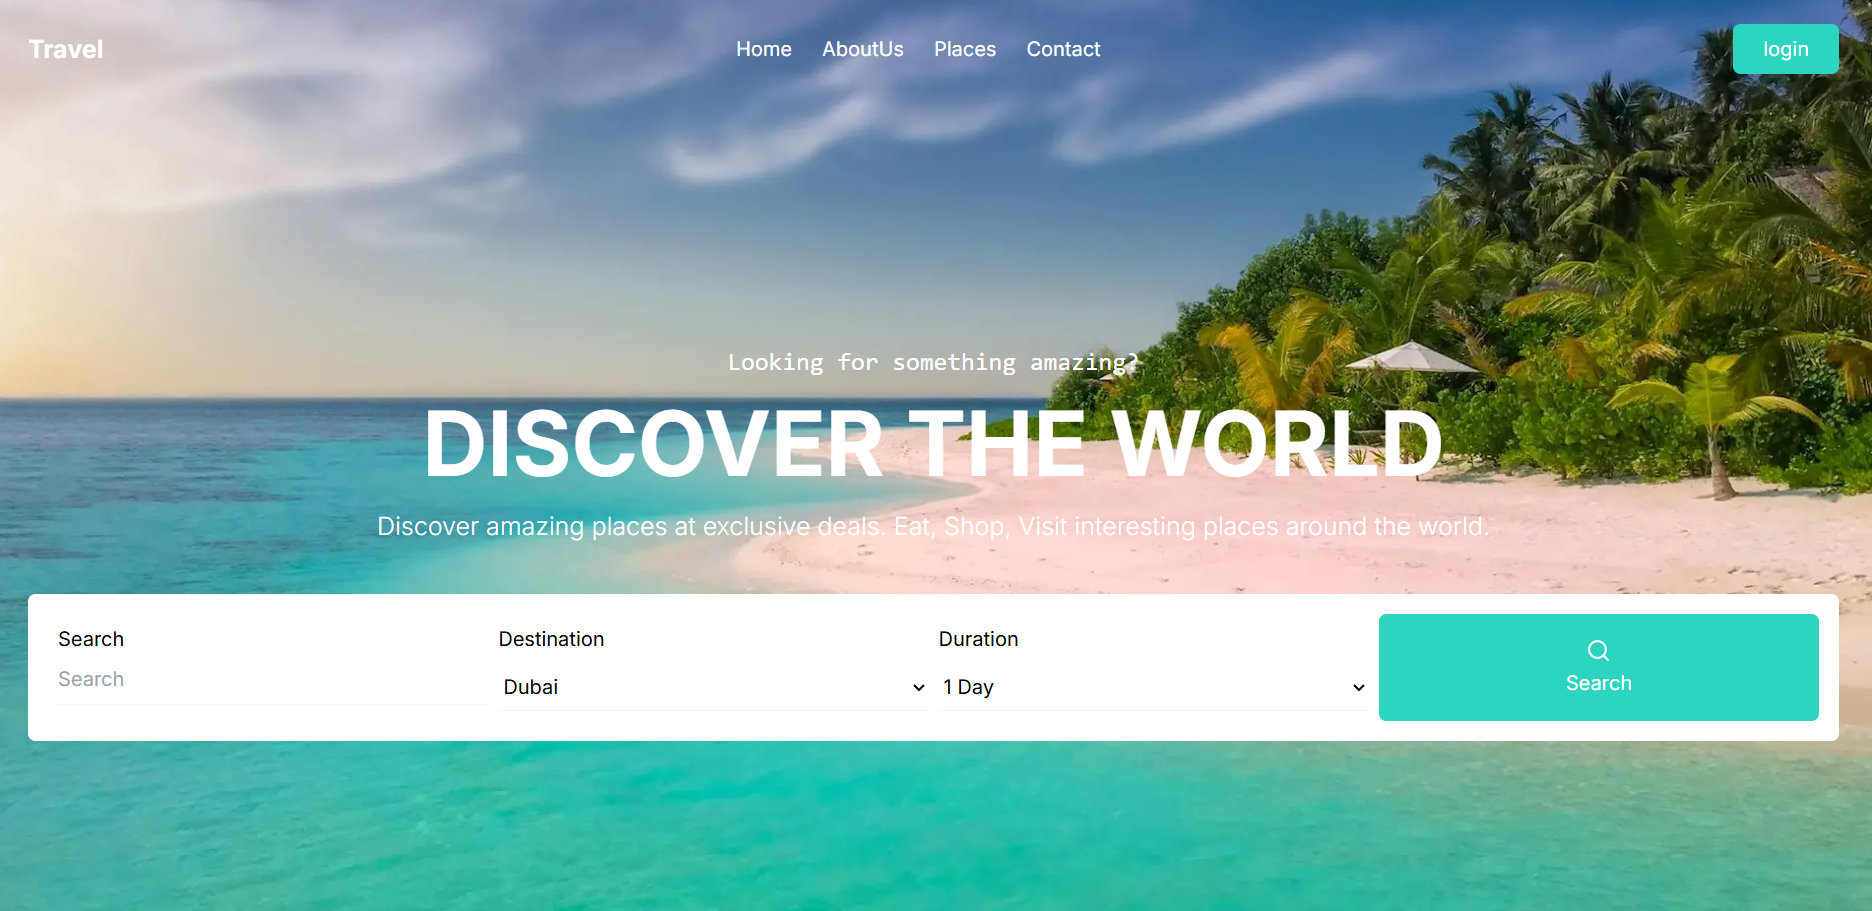 Travel
Home AboutUs Places Contact
login
Looking for something amazing?
DISCOVER THE WORLD
Discover amazing places at exclusive deals. Eat, Shop, Visit interesting places around the world.
Search
Search
Destination
Dubai
Duration
1 Day
Search